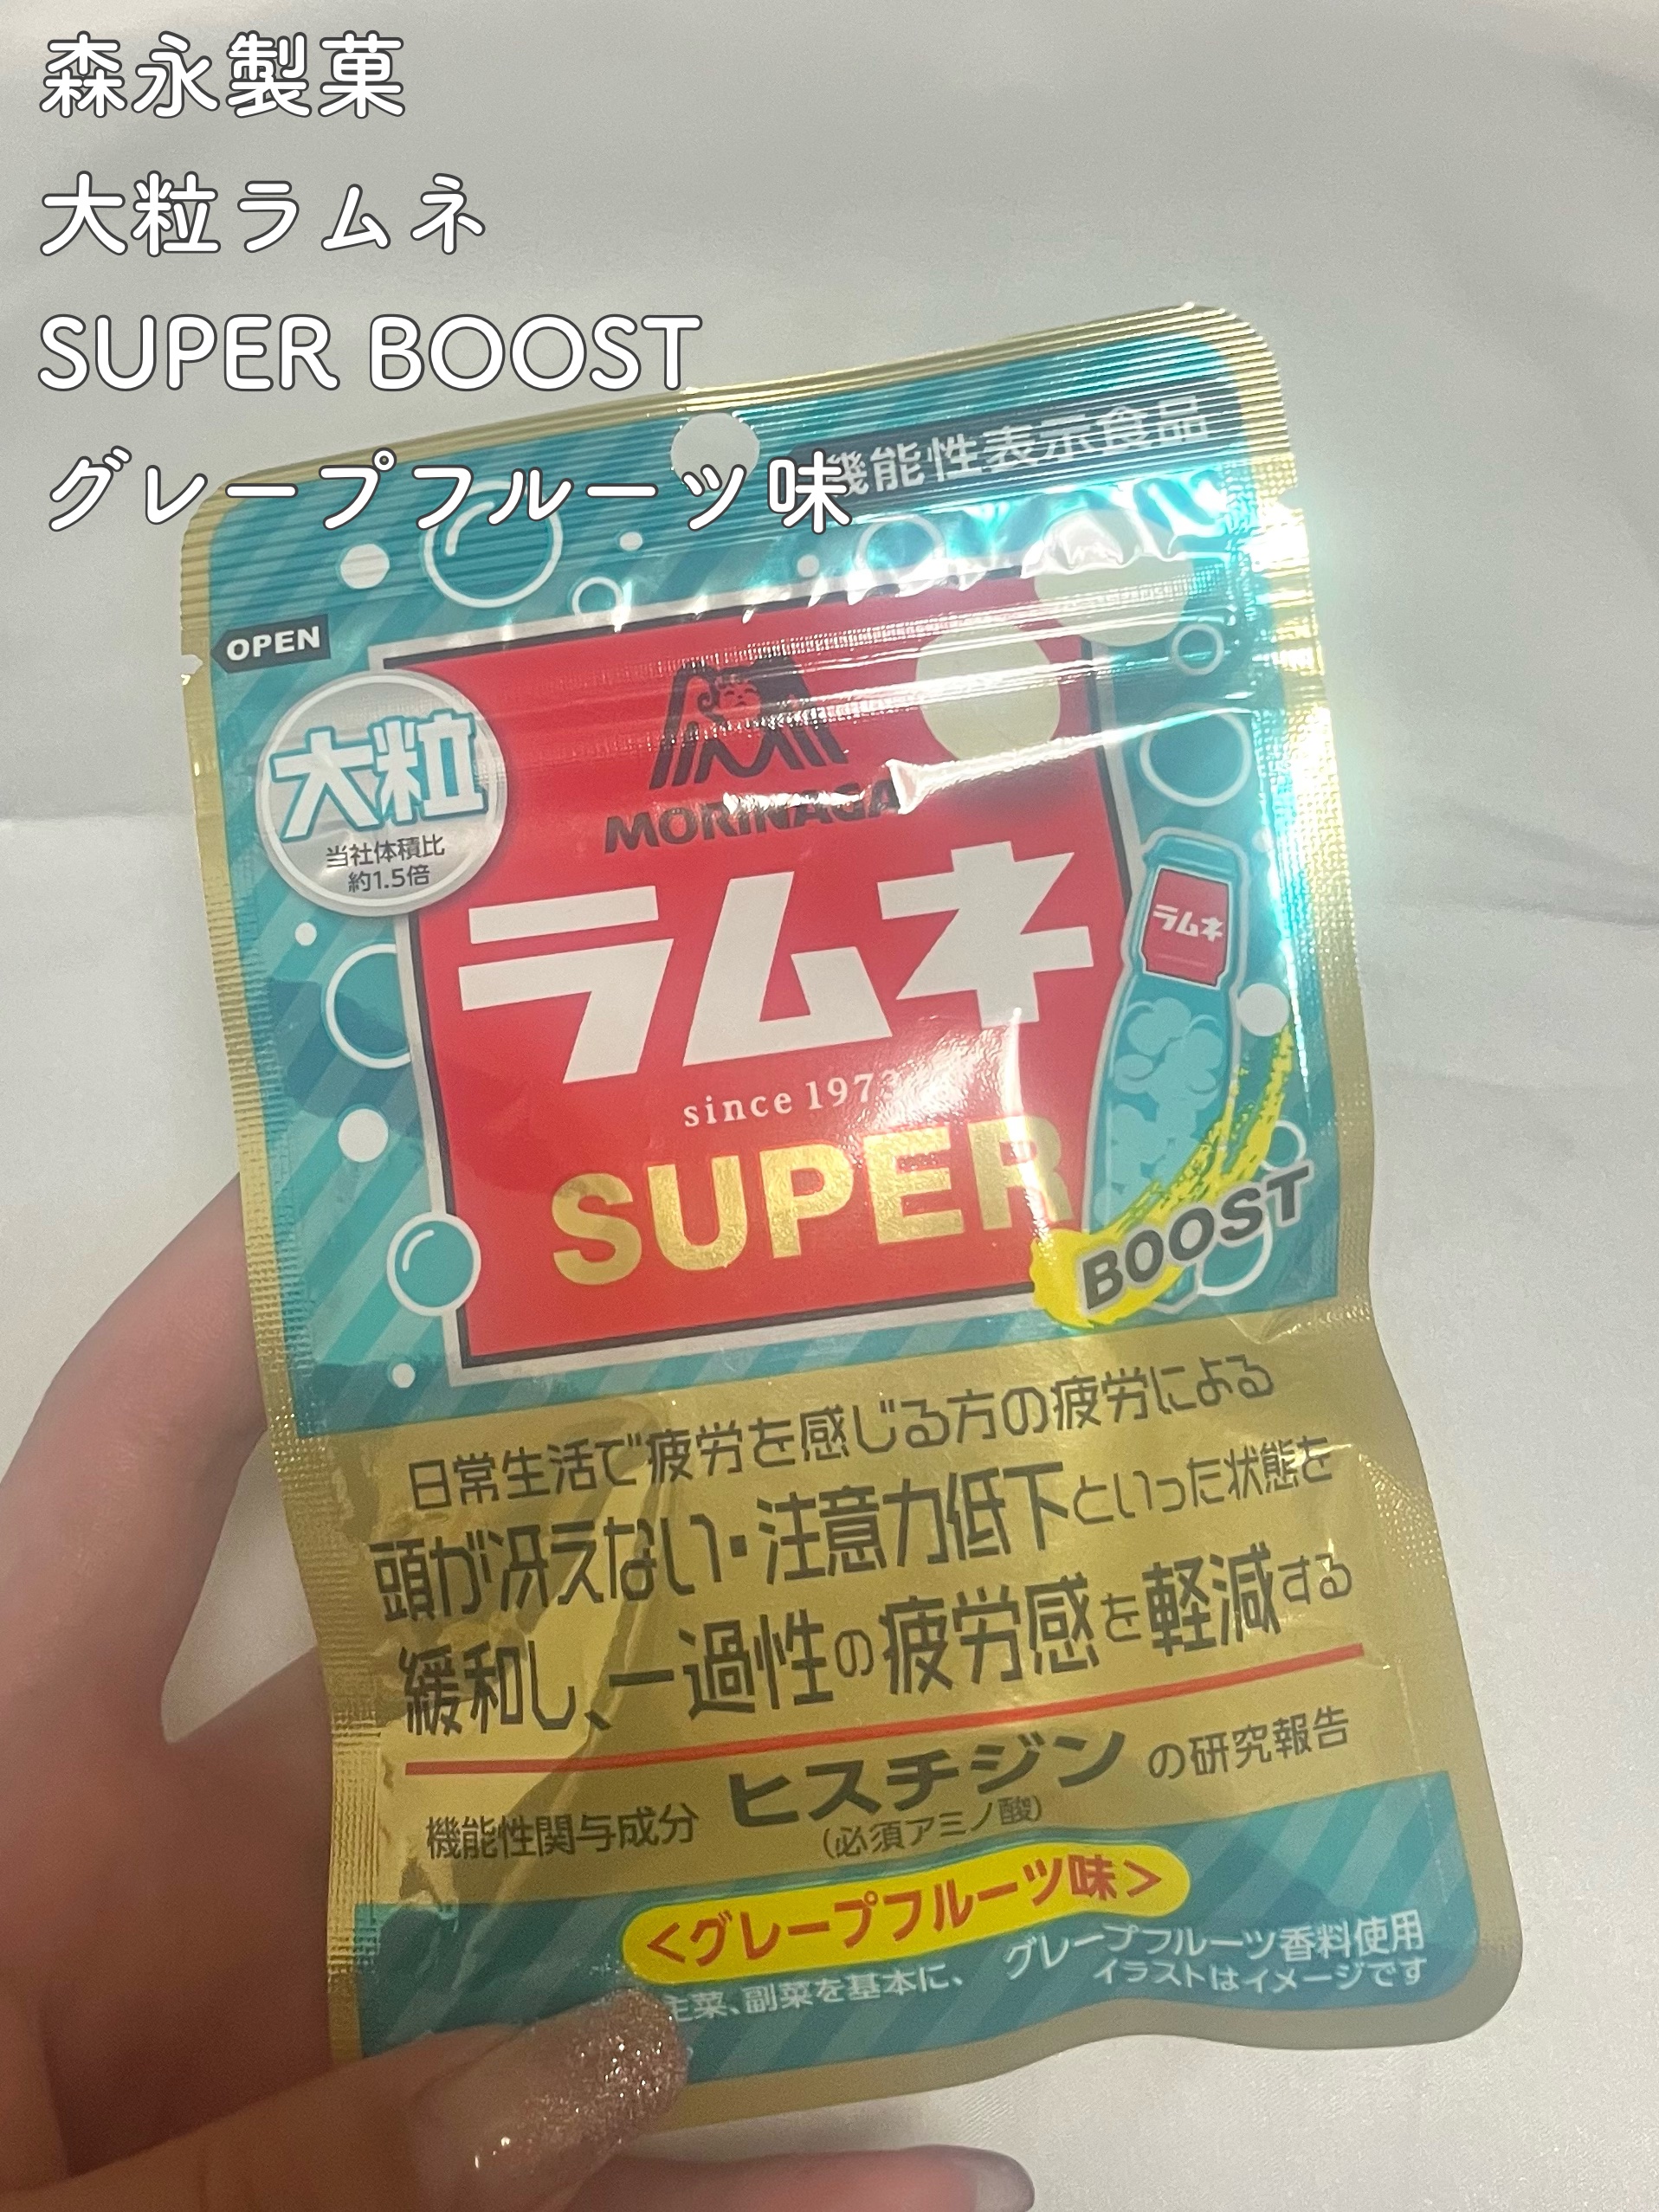 森永製菓
大粒ラムネ
SUPER BOOST
グレープフルーツ味
機能性表示食品
OPEN
大粒
当社体積比
約1.5倍
MORINAGA
ラムネ
ラムネ
since 1973
SUPER
BOOST
日常生活で疲労を感じる方の疲労による
頭が冴えない・注意力低下といった状態を
緩和し、一過性の疲労感を軽減する
機能性関与成分 ヒスチジン の研究報告
(必須アミノ酸)
<グレープフルーツ味>
主菜、副菜を基本に、
グレープフルーツ香料使用
イラストはイメージです